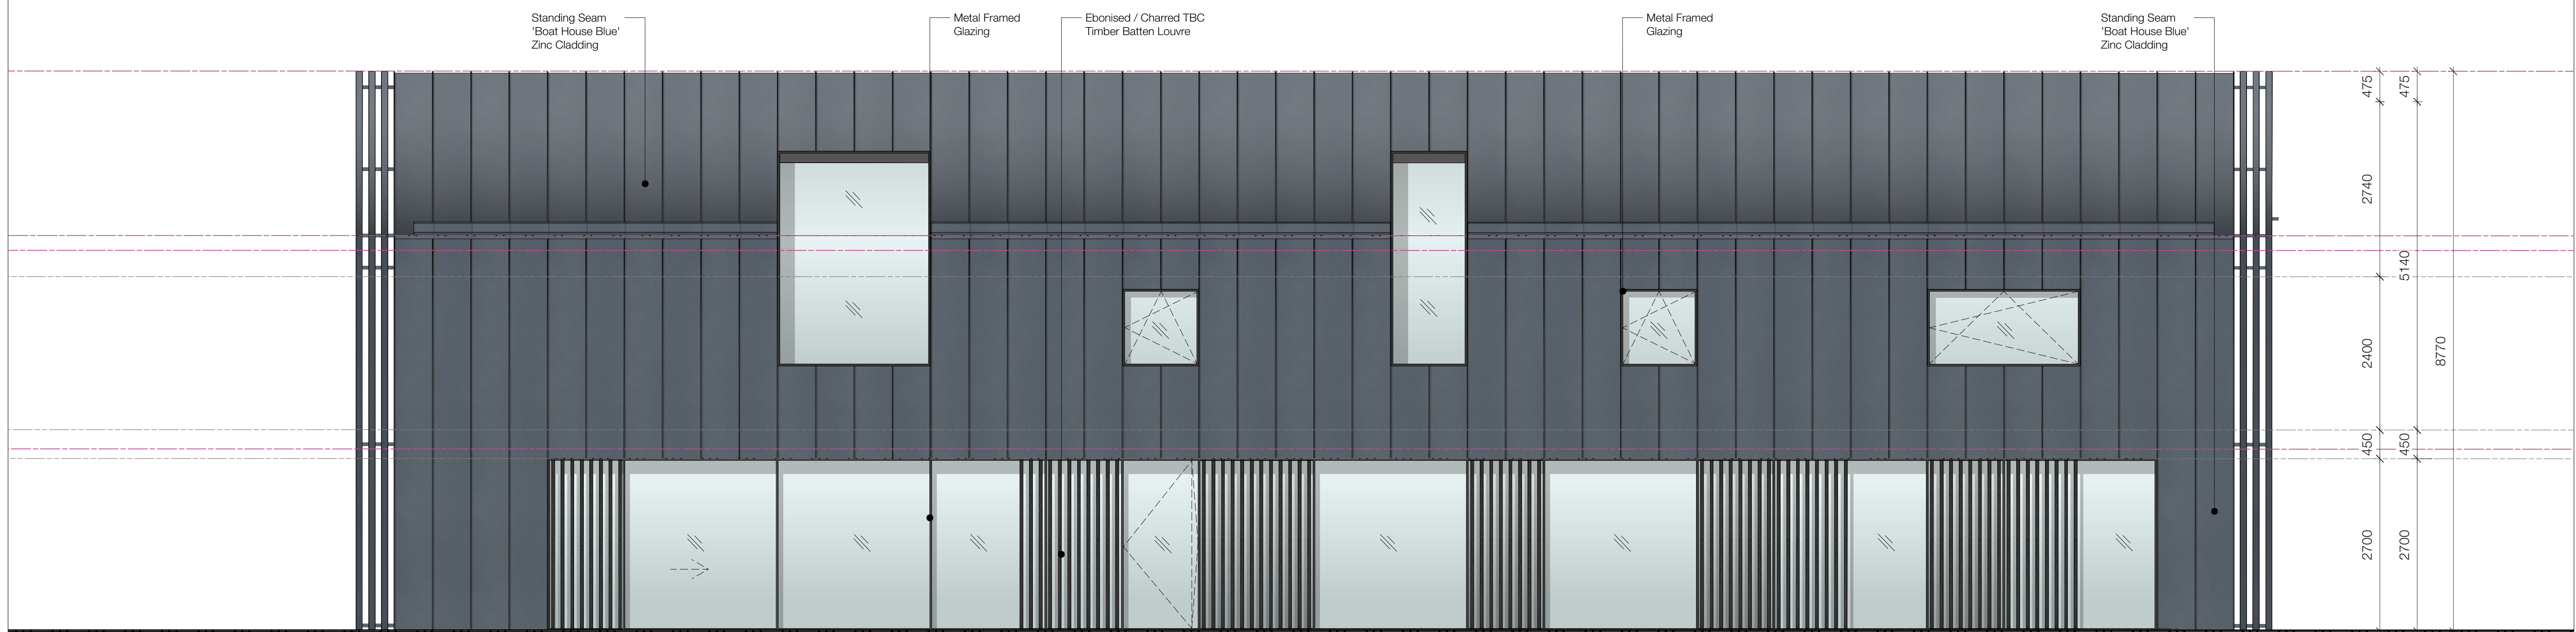 Standing Seam
'Boat House Blue'
Zinc Cladding
Metal Framed
Glazing
Ebonised / Charred TBC
Timber Batten Louvre
Metal Framed
Glazing
Standing Seam
'Boat House Blue'
Zinc Cladding
475
475
2740
5140
2400
8770
450
450
2700
2700